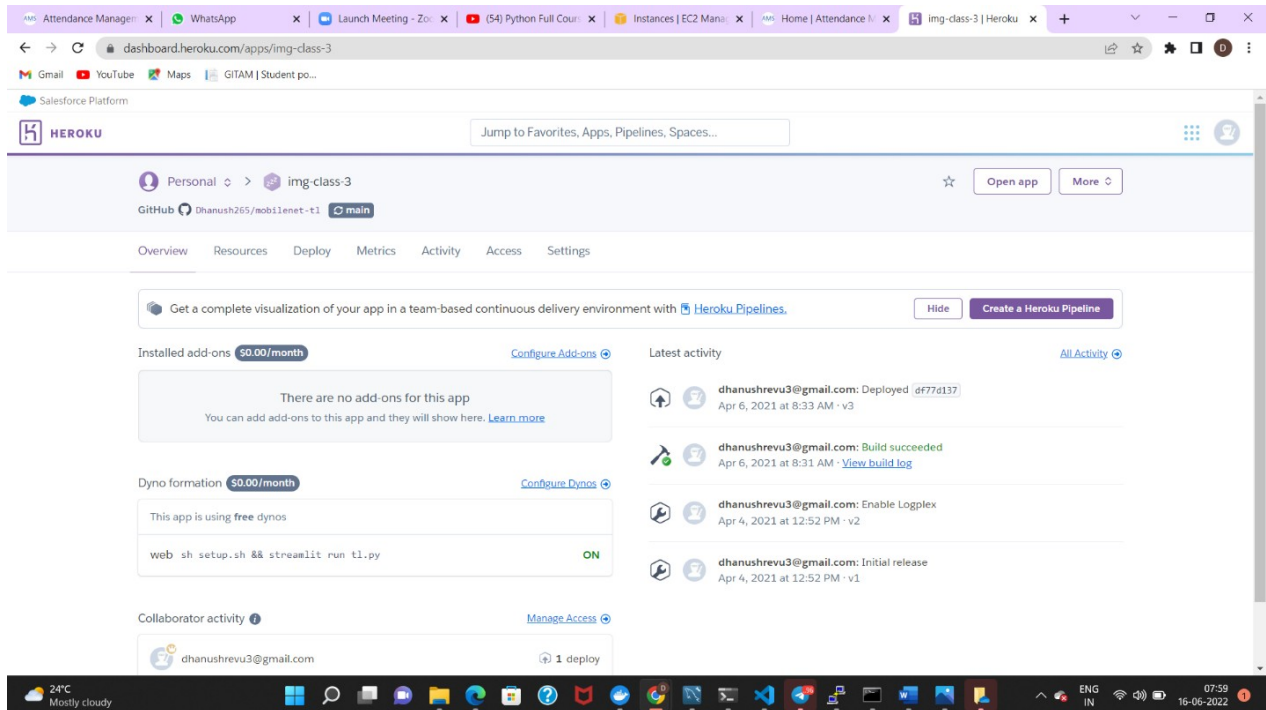 Attendance Managem
WhatsApp
Launch Meeting - Zoo
(54) Python Full Cours
Instances | EC2 Manag
Home | Attendance M
img-class-3 | Heroku
dashboard.heroku.com/apps/img-class-3
D
Gmail YouTube Maps GITAM | Student po...
Salesforce Platform
HEROKU
Jump to Favorites, Apps, Pipelines, Spaces...
Personal > img-class-3
Open app More
GitHub Dhanush265/mobilenet-tl main
Overview Resources Deploy Metrics Activity Access Settings
Get a complete visualization of your app in a team-based continuous delivery environment with Heroku Pipelines. Hide Create a Heroku Pipeline
Installed add-ons $0.00/month Configure Add-ons
There are no add-ons for this app
You can add add-ons to this app and they will show here. Learn more
Dyno formation $0.00/month Configure Dynos
This app is using free dynos
web sh setup.sh && streamlit run tl.py ON
Collaborator activity Manage Access
dhanushrevu3@gmail.com 1 deploy
Latest activity All Activity
dhanushrevu3@gmail.com: Deployed df77d137
Apr 6, 2021 at 8:33 AM · v3
dhanushrevu3@gmail.com: Build succeeded
Apr 6, 2021 at 8:31 AM · View build log
dhanushrevu3@gmail.com: Enable Logplex
Apr 4, 2021 at 12:52 PM · v2
dhanushrevu3@gmail.com: Initial release
Apr 4, 2021 at 12:52 PM · v1
24°C
Mostly cloudy
ENG
IN
07:59
16-06-2022
1